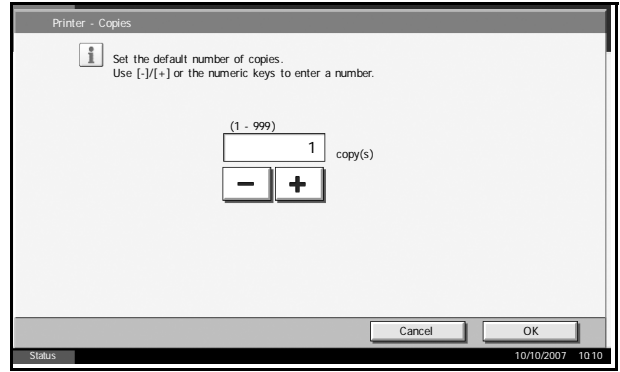 Printer - Copies
Set the default number of copies.
Use [-]/[+] or the numeric keys to enter a number.
(1 - 999)
1 copy(s)
Cancel OK
Status 10/10/2007 10:10